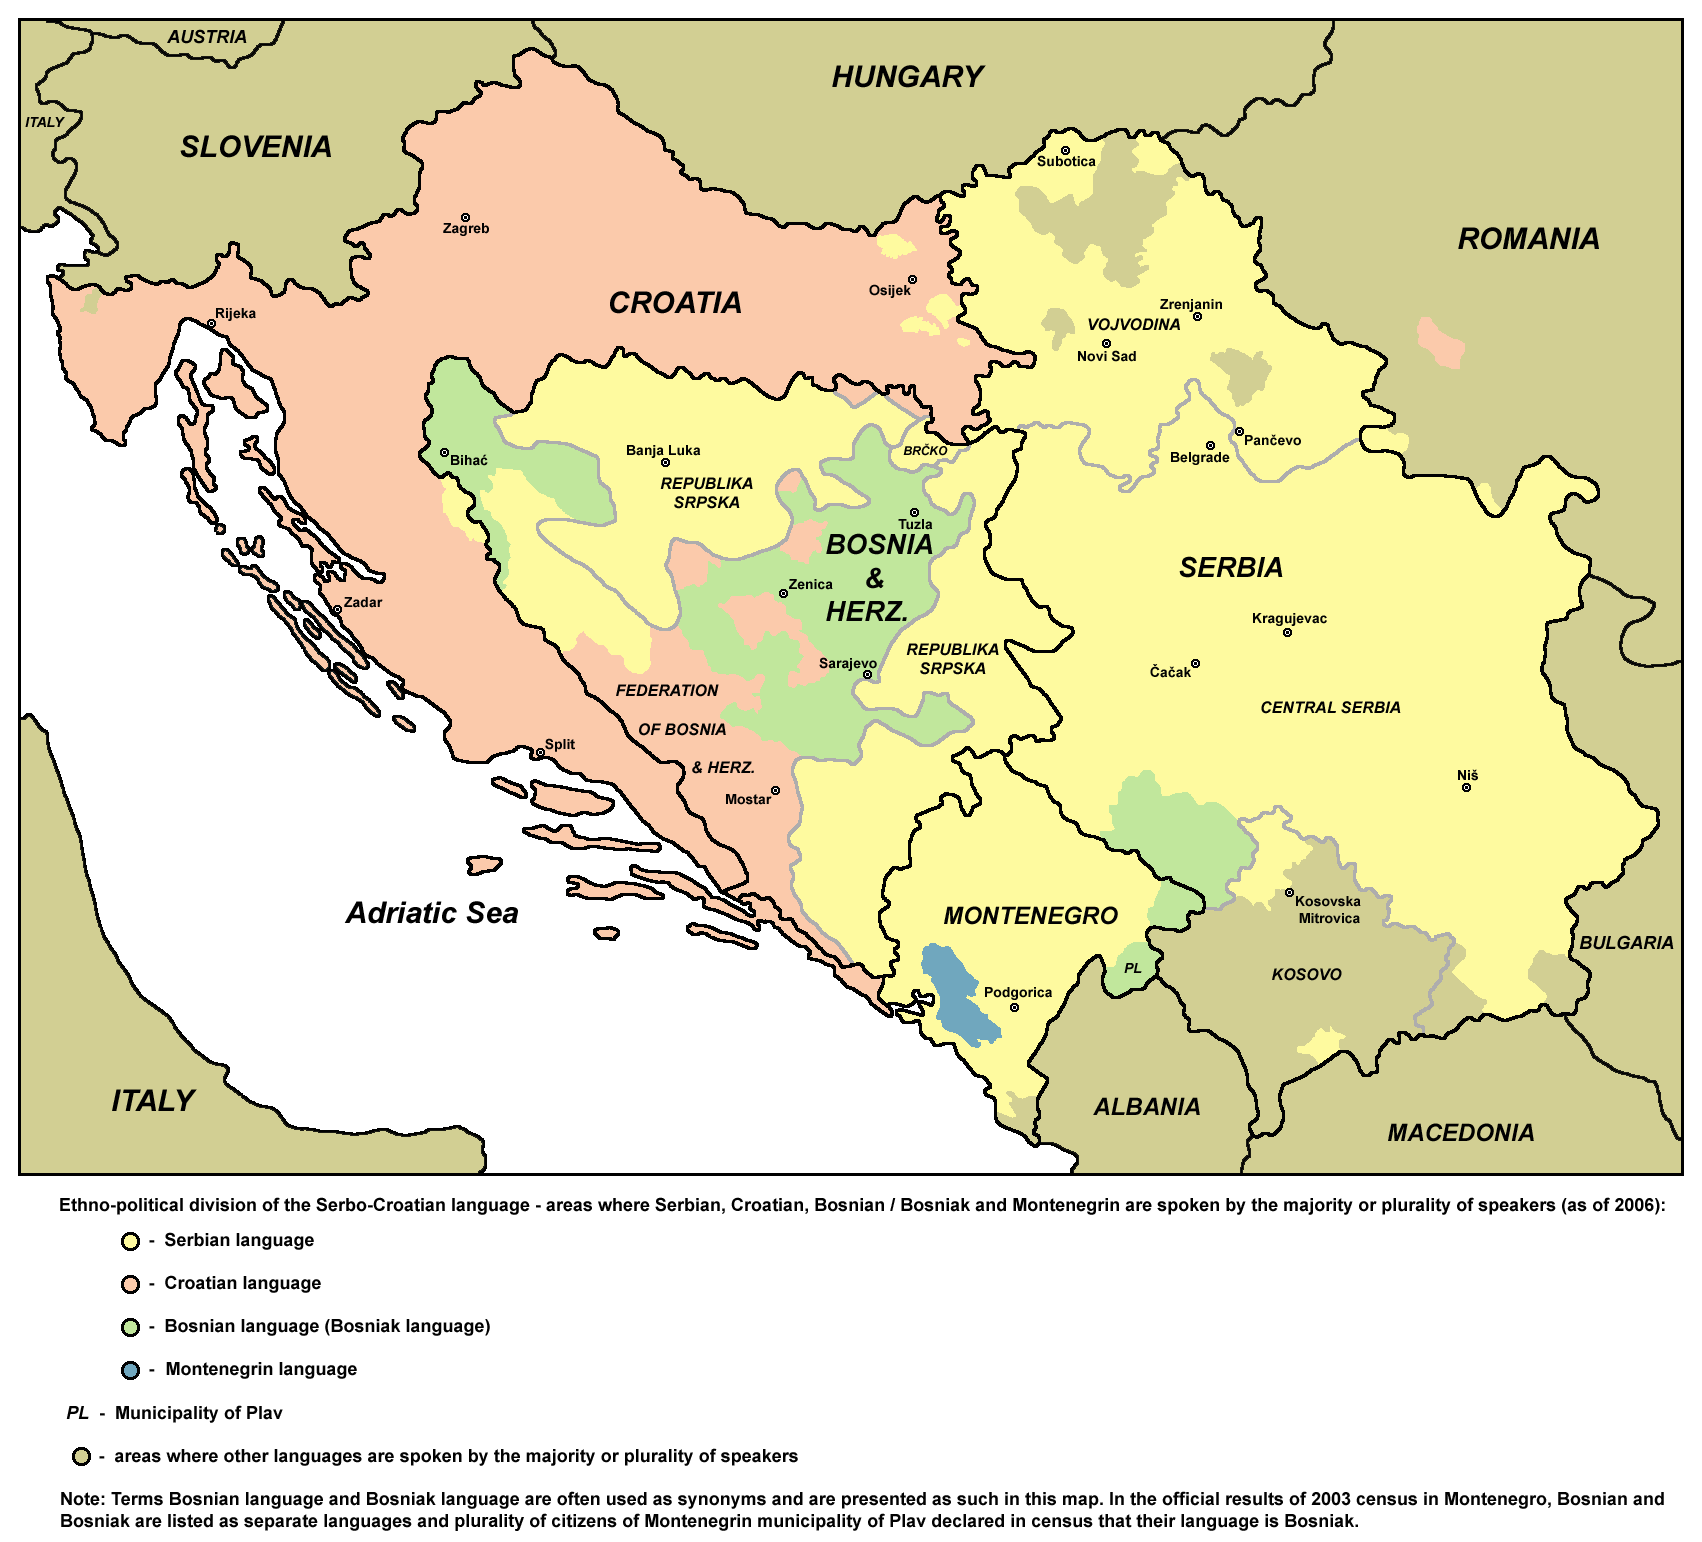 AUSTRIA
HUNGARY
ITALY
SLOVENIA
Subotica
Zagreb
ROMANIA
Osijek
CROATIA
Zrenjanin
Rijeka
VOJVODINA
Novi Sad
Pančevo
Belgrade
Banja Luka
BRČKO
Bihać
REPUBLIKA
SRPSKA
Tuzla
BOSNIA
&
HERZ.
SERBIA
Zenica
Zadar
Kragujevac
REPUBLIKA
SRPSKA
Sarajevo
Čačak
FEDERATION
OF BOSNIA
& HERZ.
CENTRAL SERBIA
Split
Mostar
Niš
Adriatic Sea
MONTENEGRO
Kosovska
Mitrovica
BULGARIA
PL
KOSOVO
Podgorica
ITALY
ALBANIA
MACEDONIA
Ethno-political division of the Serbo-Croatian language - areas where Serbian, Croatian, Bosnian / Bosniak and Montenegrin are spoken by the majority or plurality of speakers (as of 2006):
- Serbian language
- Croatian language
- Bosnian language (Bosniak language)
- Montenegrin language
PL - Municipality of Plav
- areas where other languages are spoken by the majority or plurality of speakers
Note: Terms Bosnian language and Bosniak language are often used as synonyms and are presented as such in this map. In the official results of 2003 census in Montenegro, Bosnian and
Bosniak are listed as separate languages and plurality of citizens of Montenegrin municipality of Plav declared in census that their language is Bosniak.